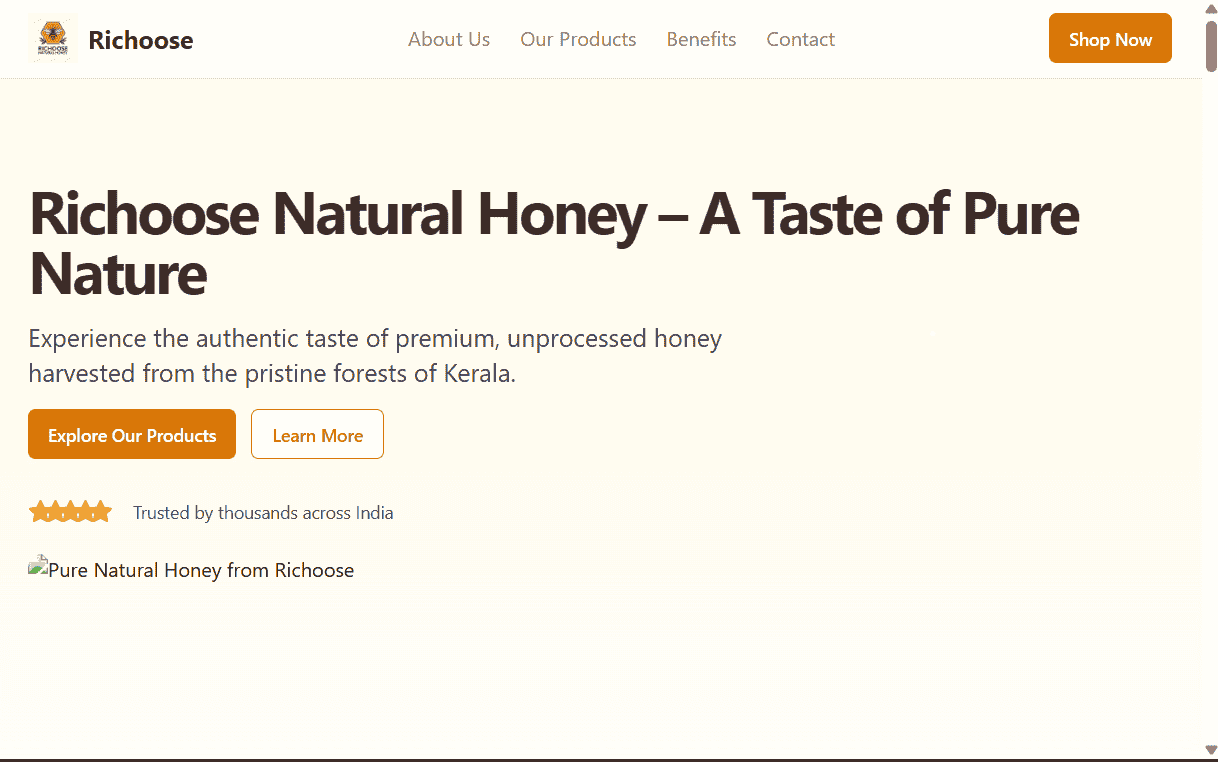 RICHOOSE
NATURAL HONEY
Richoose
About Us
Our Products
Benefits
Contact
Shop Now
Richoose Natural Honey – A Taste of Pure
Nature
Experience the authentic taste of premium, unprocessed honey
harvested from the pristine forests of Kerala.
Explore Our Products
Learn More
Trusted by thousands across India
Pure Natural Honey from Richoose